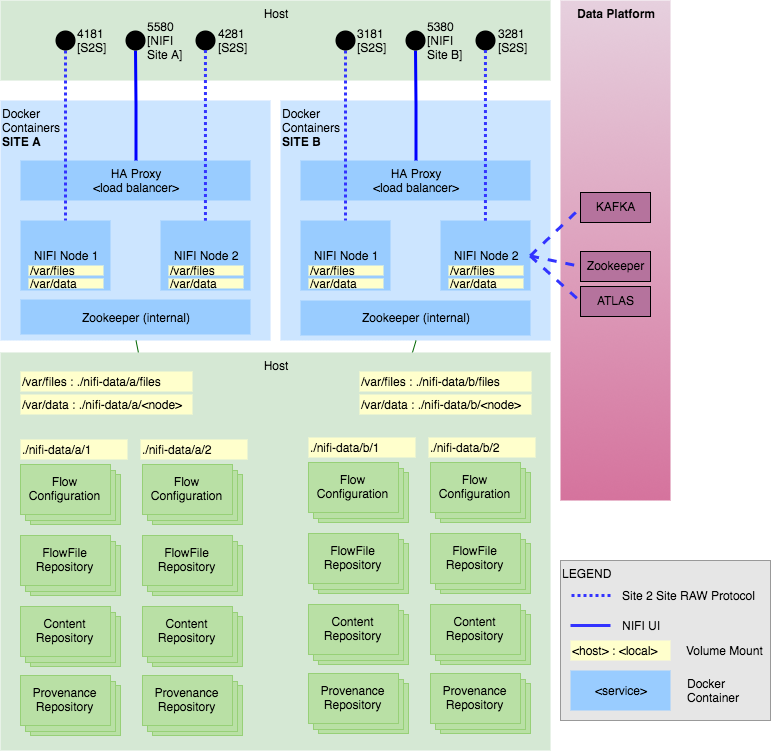 Host
4181
[S2S]
5580
[NIFI
Site A]
4281
[S2S]
3181
[S2S]
5380
[NIFI
Site B]
3281
[S2S]
Data Platform
Docker
Containers
SITE A
HA Proxy
<load balancer>
NIFI Node 1
/var/files
/var/data
NIFI Node 2
/var/files
/var/data
Zookeeper (internal)
Docker
Containers
SITE B
HA Proxy
<load balancer>
NIFI Node 1
/var/files
/var/data
NIFI Node 2
/var/files
/var/data
Zookeeper (internal)
KAFKA
Zookeeper
ATLAS
Host
/var/files : ./nifi-data/a/files
/var/data : ./nifi-data/a/<node>
/var/files : ./nifi-data/b/files
/var/data : ./nifi-data/b/<node>
./nifi-data/a/1
Flow
Configuration
FlowFile
Repository
Content
Repository
Provenance
Repository
./nifi-data/a/2
Flow
Configuration
FlowFile
Repository
Content
Repository
Provenance
Repository
./nifi-data/b/1
Flow
Configuration
FlowFile
Repository
Content
Repository
Provenance
Repository
./nifi-data/b/2
Flow
Configuration
FlowFile
Repository
Content
Repository
Provenance
Repository
LEGEND
Site 2 Site RAW Protocol
NIFI UI
<host> : <local>
Volume Mount
<service>
Docker
Container